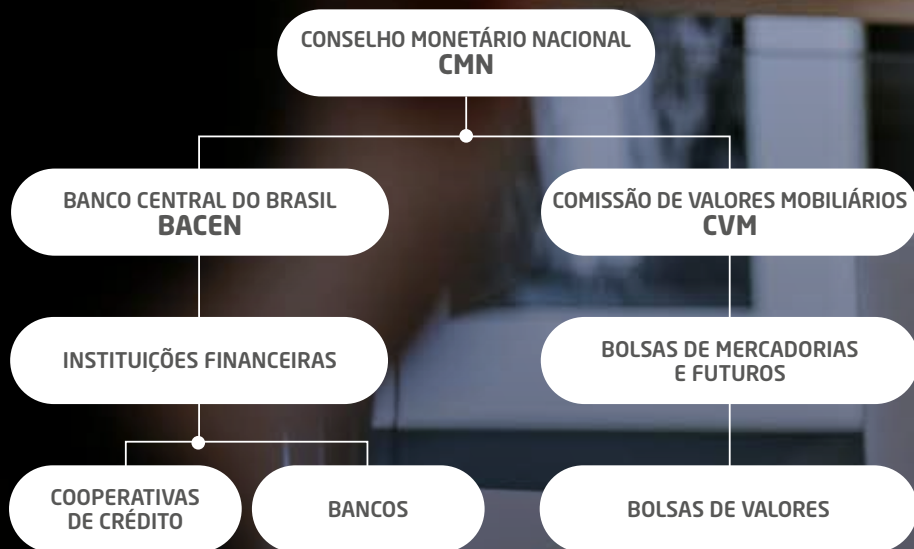 CONSELHO MONETÁRIO NACIONAL
CMN
BANCO CENTRAL DO BRASIL
BACEN
COMISSÃO DE VALORES MOBILIÁRIOS
CVM
INSTITUIÇÕES FINANCEIRAS
BOLSAS DE MERCADORIAS
E FUTUROS
COOPERATIVAS
DE CRÉDITO
BANCOS
BOLSAS DE VALORES